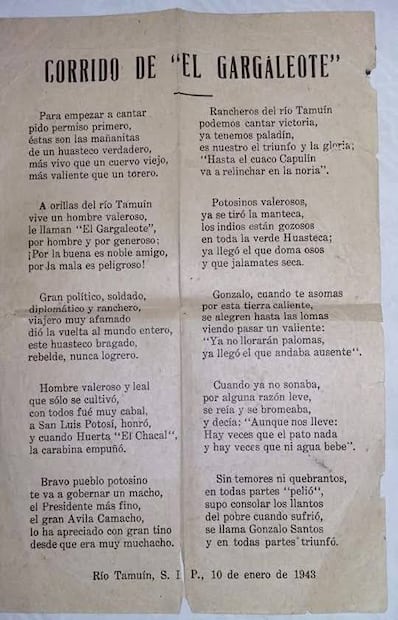 CORRIDO DE "EL GARGALEOTE"
Para empezar a cantar
pido permiso primero,
éstas son las mañanitas
de un huasteco verdadero,
más vivo que un cuervo viejo,
más valiente que un torero.
A orillas del río Tamuín
vive un hombre valeroso,
le llaman "El Gargaleote",
por hombre y por generoso;
¡Por la buena es noble amigo,
por la mala es peligroso!
Gran político, soldado,
diplomático y ranchero,
viajero muy afamado
dió la vuelta al mundo entero,
este huasteco bragado,
rebelde, nunca logrero.
Hombre valeroso y leal
que sólo se cultivó,
con todos fué muy cabal,
a San Luis Potosí, honró,
y cuando Huerta "El Chacal",
la carabina empuñó.
Bravo pueblo potosino
te va a gobernar un macho,
el Presidente más fino,
el gran Avila Camacho,
lo ha apreciado con gran tino
desde que era muy muchacho.
Rancheros del río Tamuín
podemos cantar victoria,
ya tenemos paladín,
es nuestro el triunfo y la gloria;
"Hasta el cuaco Capulín
va a relinchar en la noria".
Potosinos valerosos,
ya se tiró la manteca,
los indios están gozosos
en toda la verde Huasteca;
ya llegó el que doma osos
y que jalamates seca.
Gonzalo, cuando te asomas
por esta tierra caliente,
se alegren hasta las lomas
viendo pasar un valiente:
"Ya no llorarán palomas,
ya llegó el que andaba ausente".
Cuando ya no sonaba,
por alguna razón leve,
se reía y se bromeaba,
y decía: "Aunque nos lleve:
Hay veces que el pato nada
y hay veces que ni agua bebe".
Sin temores ni quebrantos,
en todas partes "pelió",
supo consolar los llantos
del pobre cuando sufrió,
se llama Gonzalo Santos
y en todas partes triunfó.
Río Tamuín, S. L. P., 10 de enero de 1943